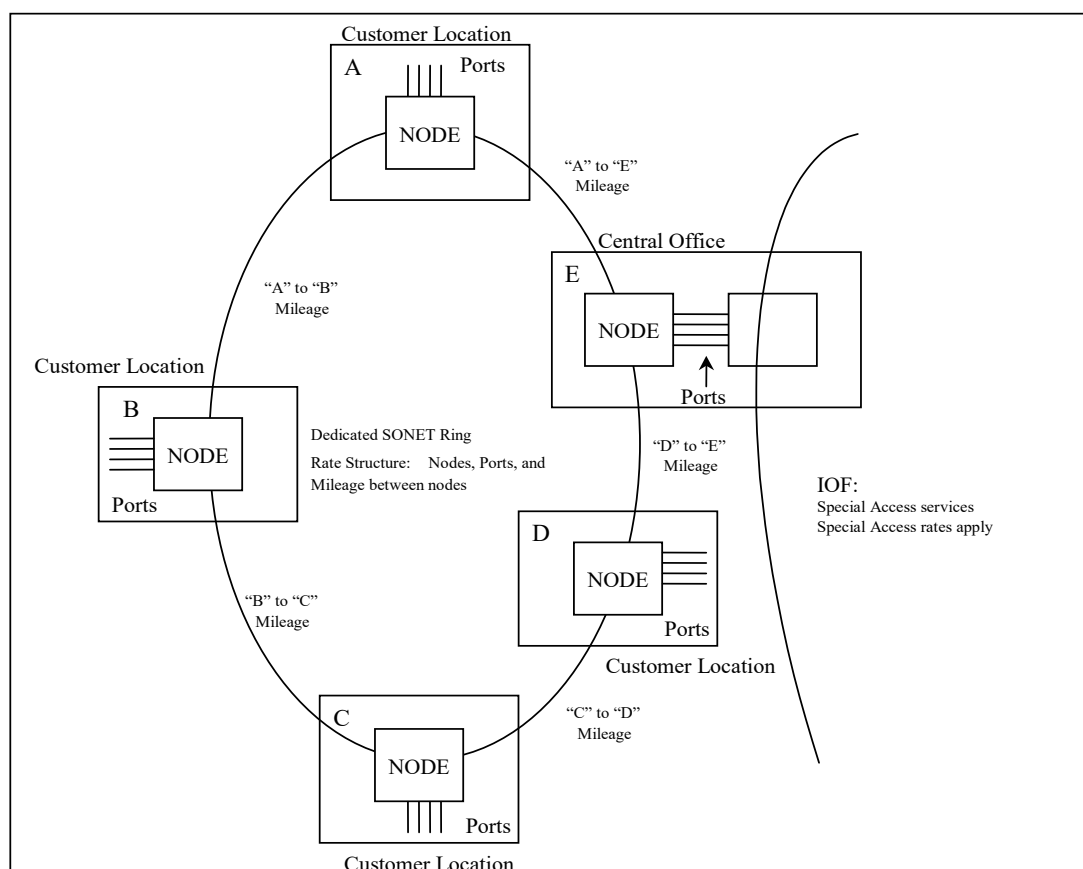 Customer Location
A
Ports
NODE
“A” to “E”
Mileage
Central Office
E
NODE
Ports
“A” to “B”
Mileage
Customer Location
B
NODE
Ports
Dedicated SONET Ring
Rate Structure: Nodes, Ports, and
Mileage between nodes
“D” to “E”
Mileage
IOF:
Special Access services
Special Access rates apply
D
NODE
Ports
Customer Location
“B” to “C”
Mileage
“C” to “D”
Mileage
C
NODE
Ports
Customer Location